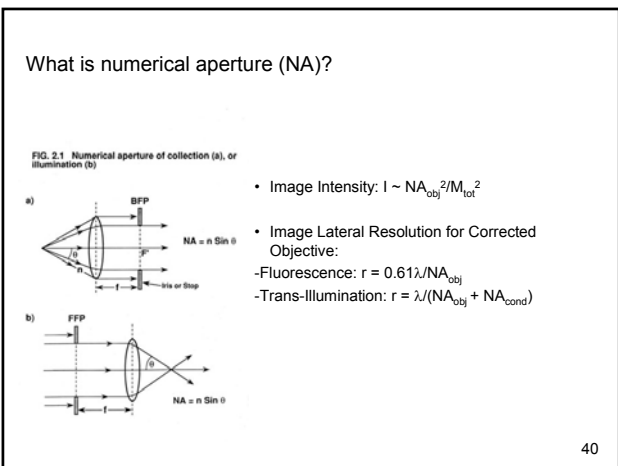 What is numerical aperture (NA)?
FIG. 2.1 Numerical aperture of collection (a), or
illumination (b)
a)
BFP
NA = n Sin θ
θ
n
F'
f
Iris or Stop
b)
FFP
θ
NA = n Sin θ
f
• Image Intensity: I ~ NAobj²/Mtot²
• Image Lateral Resolution for Corrected
Objective:
-Fluorescence: r = 0.61λ/NAobj
-Trans-Illumination: r = λ/(NAobj + NAcond)
40